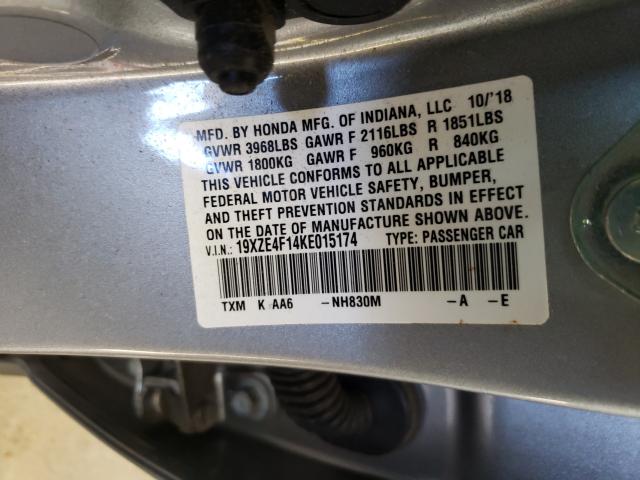 MFD. BY HONDA MFG. OF INDIANA, LLC 10/'18
GVWR 3968LBS GAWR F 2116LBS R 1851LBS
GVWR 1800KG GAWR F 960KG R 840KG
THIS VEHICLE CONFORMS TO ALL APPLICABLE
FEDERAL MOTOR VEHICLE SAFETY, BUMPER,
AND THEFT PREVENTION STANDARDS IN EFFECT
ON THE DATE OF MANUFACTURE SHOWN ABOVE.
V.I.N.: 19XZE4F14KE015174 TYPE: PASSENGER CAR
TXM K AA6 -NH830M -A -E